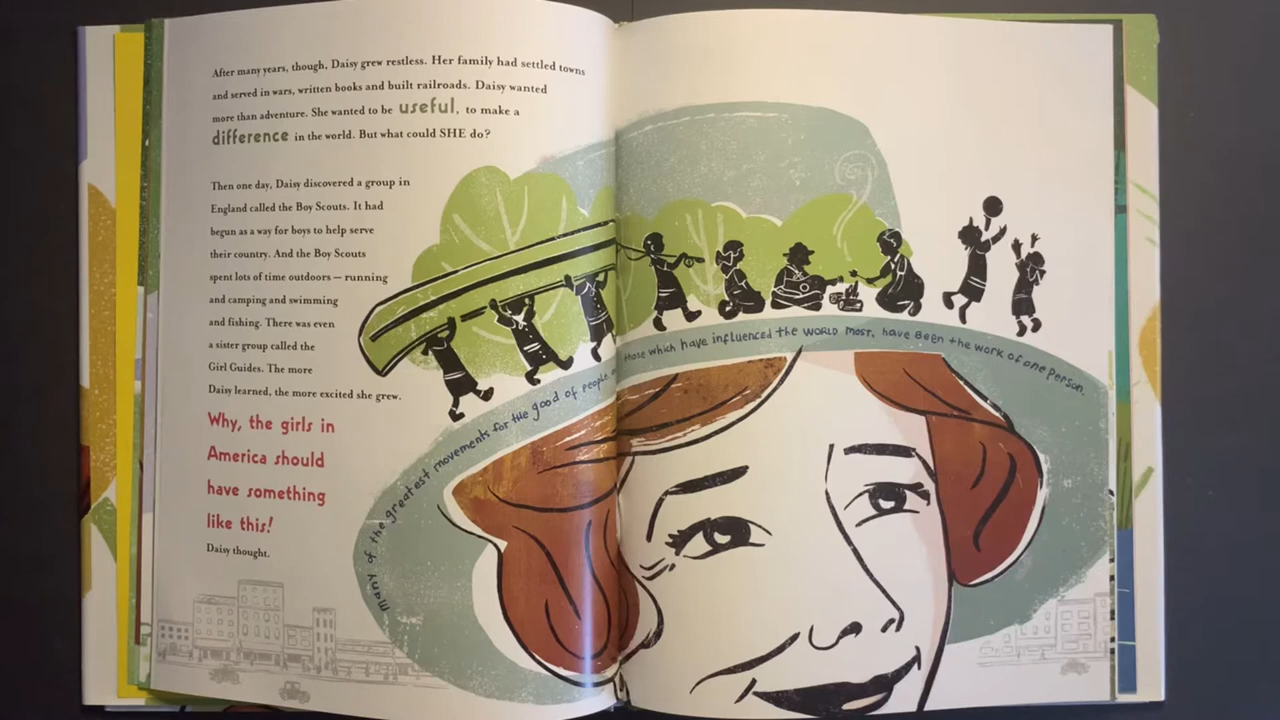 After many years, though, Daisy grew restless. Her family had settled towns
and served in wars, written books and built railroads. Daisy wanted
more than adventure. She wanted to be useful, to make a
difference in the world. But what could SHE do?
Then one day, Daisy discovered a group in
England called the Boy Scouts. It had
begun as a way for boys to help serve
their country. And the Boy Scouts
spent lots of time outdoors — running
and camping and swimming
and fishing. There was even
a sister group called the
Girl Guides. The more
Daisy learned, the more excited she grew.
Why, the girls in
America should
have something
like this!
Daisy thought.
Many of the greatest movements for the good of people, those which have influenced the WORLD most, have been the work of one person.